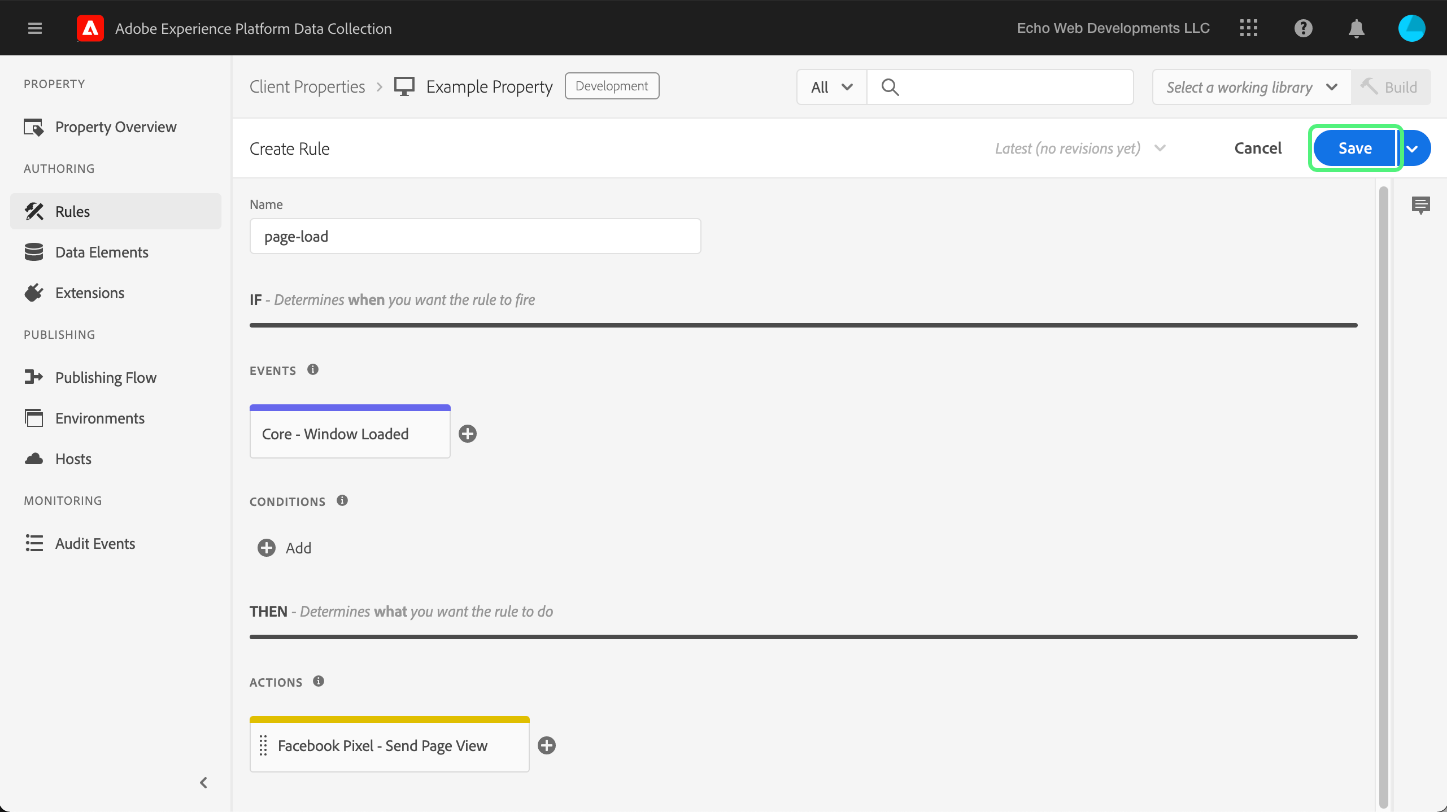 Adobe Experience Platform Data Collection
Echo Web Developments LLC
PROPERTY
Property Overview
AUTHORING
Rules
Data Elements
Extensions
PUBLISHING
Publishing Flow
Environments
Hosts
MONITORING
Audit Events
Client Properties > Example Property Development
All
Select a working library
Build
Create Rule
Latest (no revisions yet)
Cancel
Save
Name
page-load
IF - Determines when you want the rule to fire
EVENTS
Core - Window Loaded
CONDITIONS
Add
THEN - Determines what you want the rule to do
ACTIONS
Facebook Pixel - Send Page View